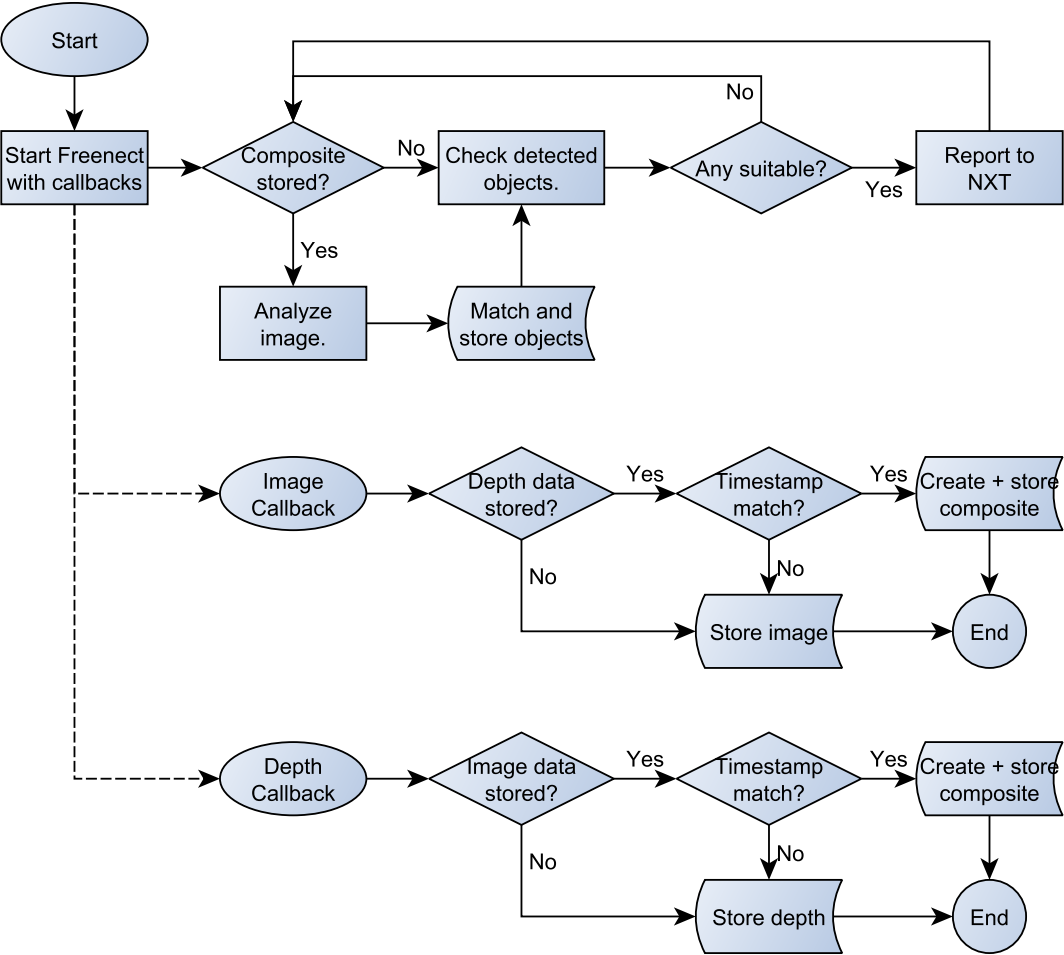 Start
Start Freenect
with callbacks
Composite
stored?
No
Check detected
objects.
Any suitable?
No
Yes
Report to
NXT
Yes
Analyze
image.
Match and
store objects
Image
Callback
Depth data
stored?
Yes
Timestamp
match?
Yes
Create + store
composite
No
No
Store image
End
Depth
Callback
Image data
stored?
Yes
Timestamp
match?
Yes
Create + store
composite
No
No
Store depth
End